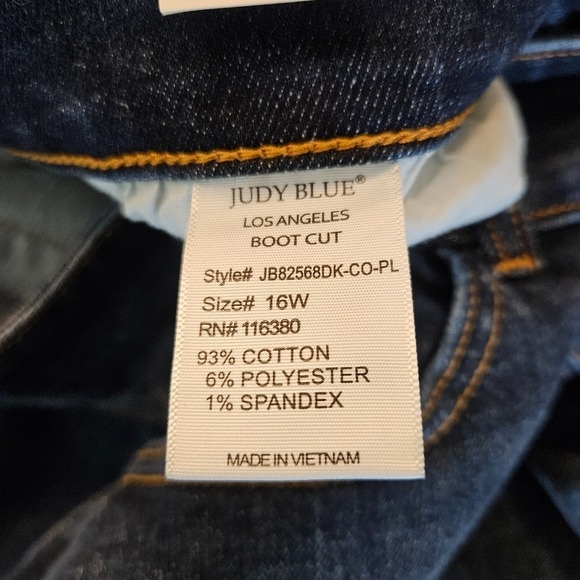 JUDY BLUE®
LOS ANGELES
BOOT CUT
Style# JB82568DK-CO-PL
Size# 16W
RN# 116380
93% COTTON
6% POLYESTER
1% SPANDEX
MADE IN VIETNAM